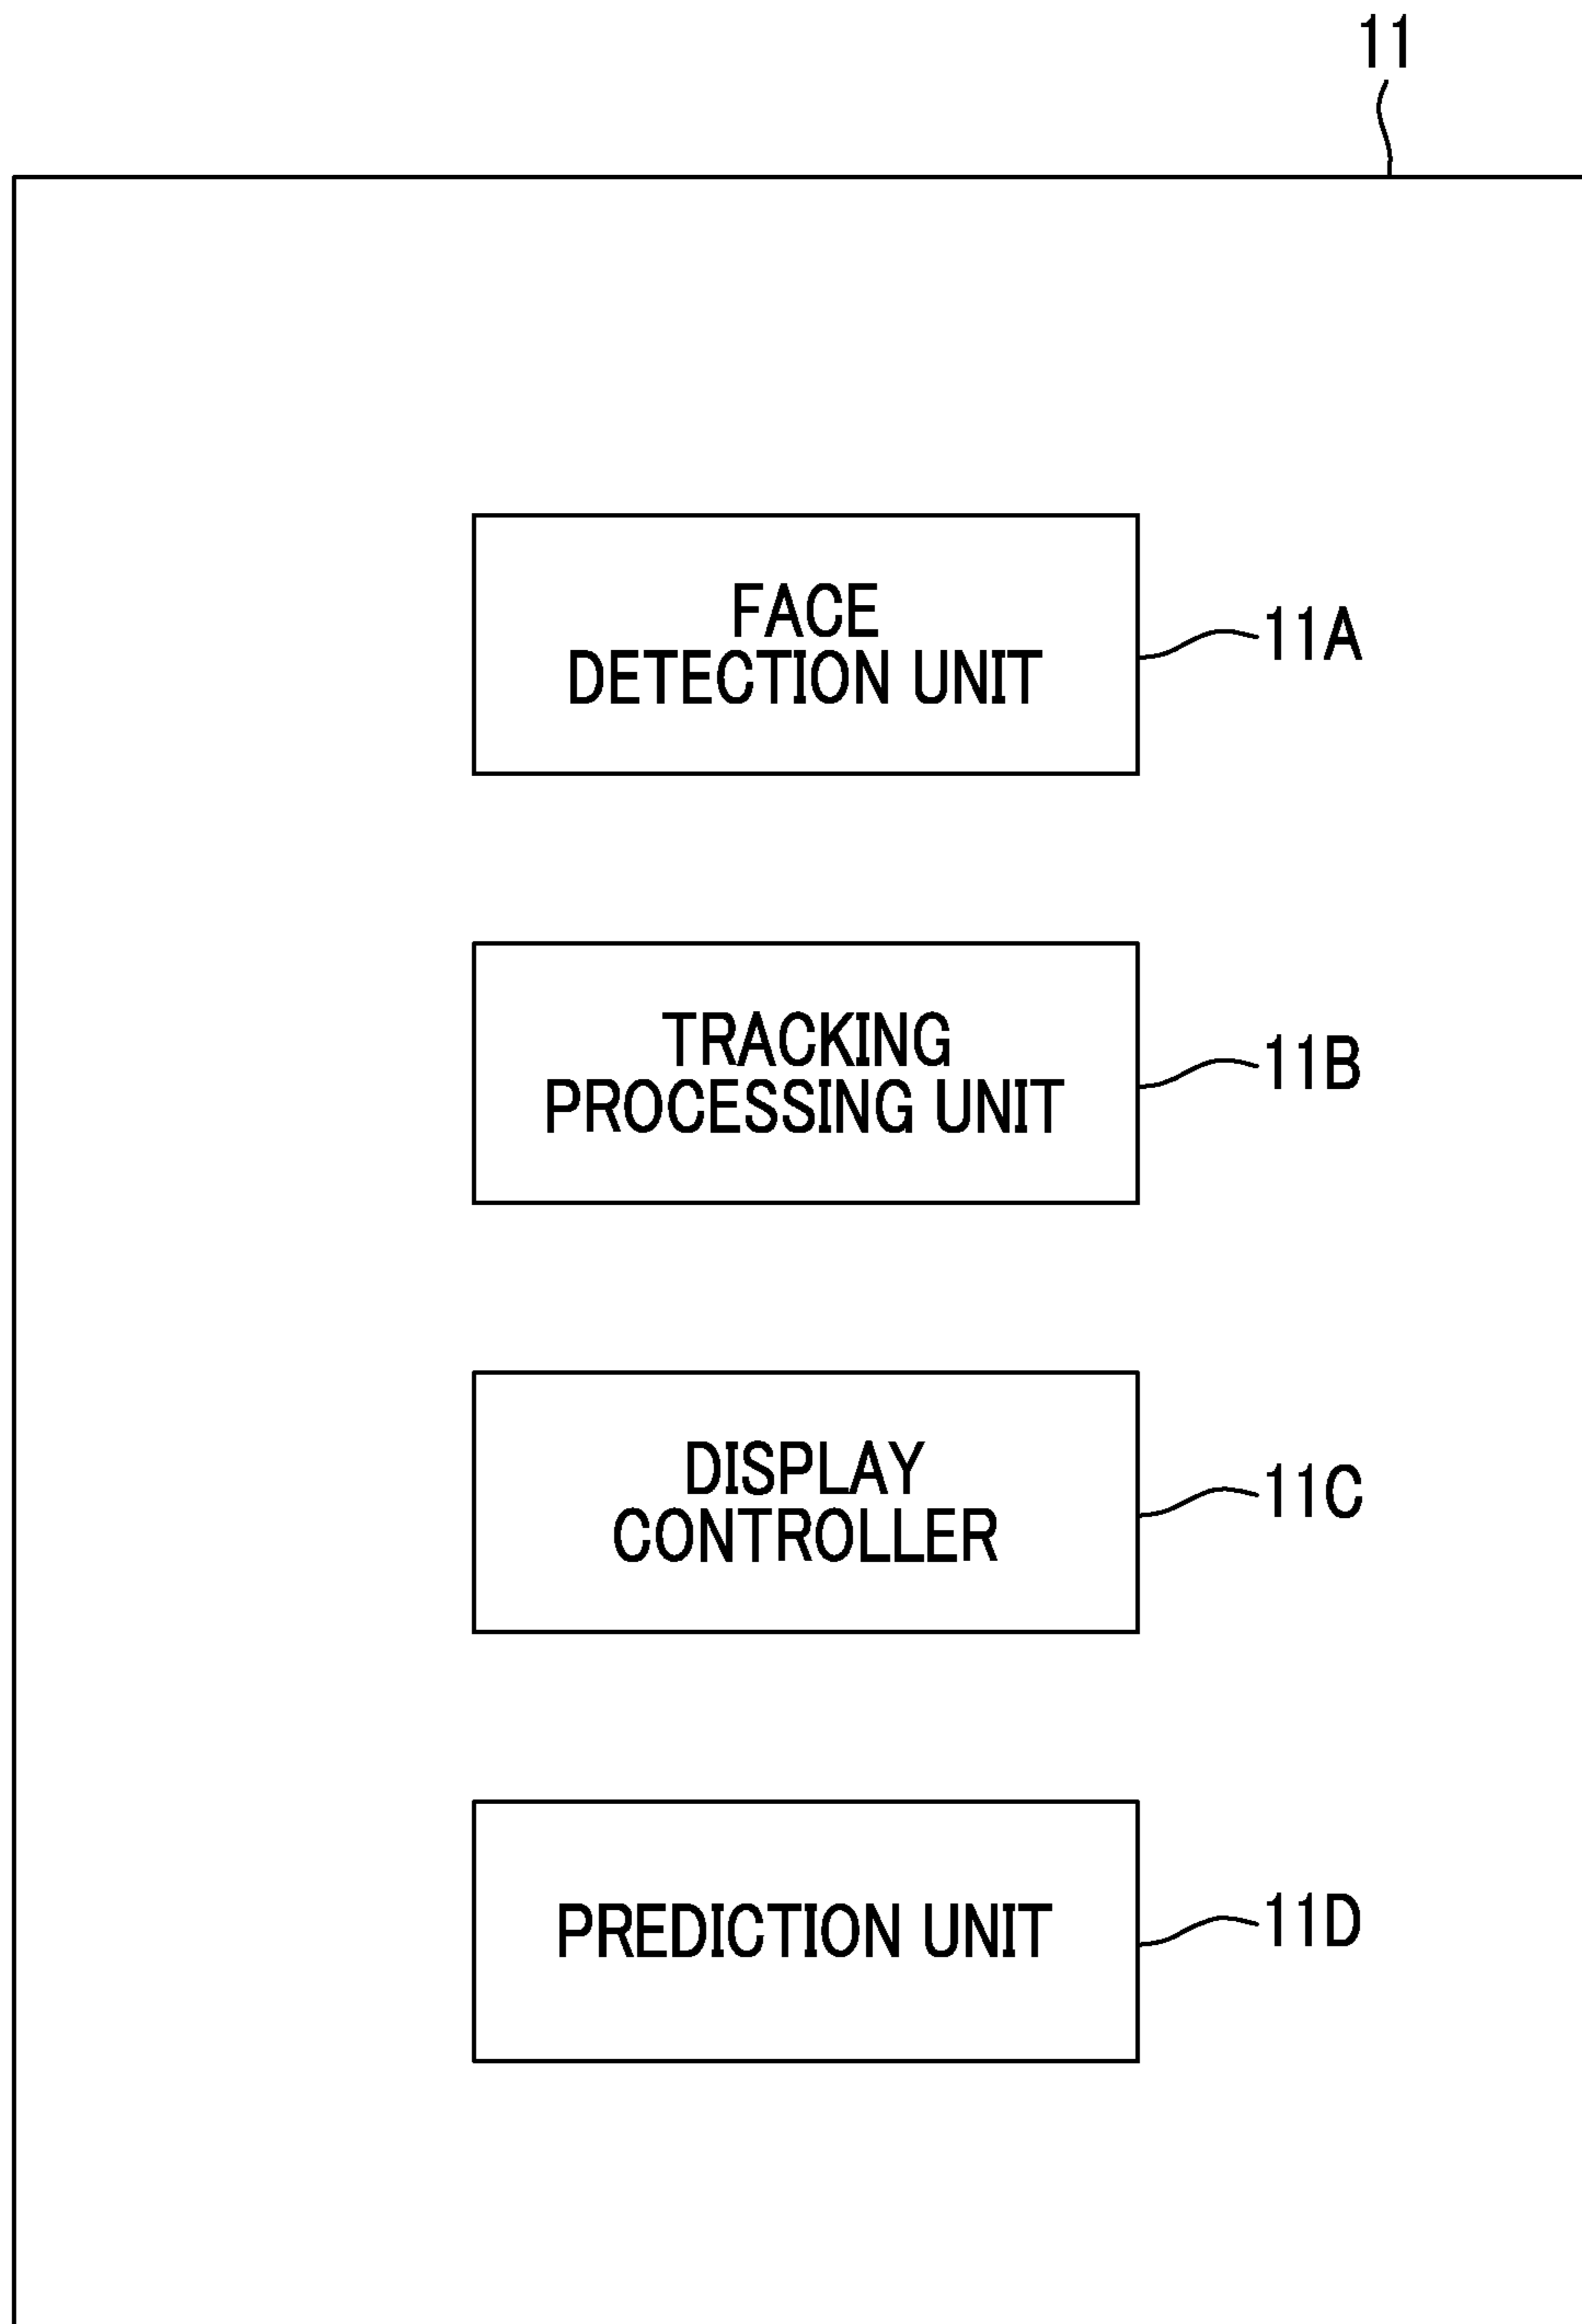 11
FACE
DETECTION UNIT
11A
TRACKING
PROCESSING UNIT
11B
DISPLAY
CONTROLLER
11C
PREDICTION UNIT
11D